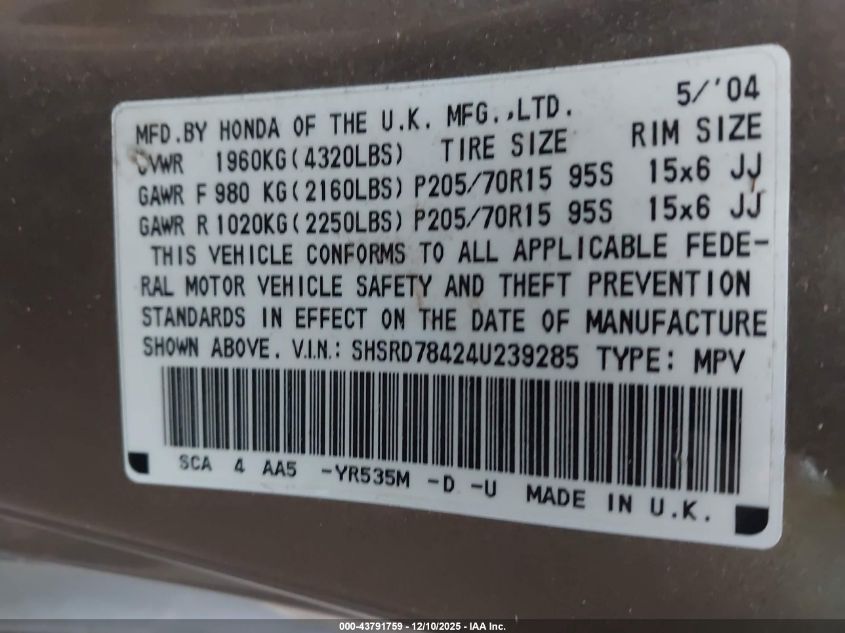 5/'04
MFD.BY HONDA OF THE U.K. MFG.,LTD.
GVWR 1960KG(4320LBS) TIRE SIZE RIM SIZE
GAWR F 980 KG(2160LBS) P205/70R15 95S 15x6 JJ
GAWR R 1020KG(2250LBS) P205/70R15 95S 15x6 JJ
THIS VEHICLE CONFORMS TO ALL APPLICABLE FEDE-
RAL MOTOR VEHICLE SAFETY AND THEFT PREVENTION
STANDARDS IN EFFECT ON THE DATE OF MANUFACTURE
SHOWN ABOVE. V.I.N.: SHSRD78424U239285 TYPE: MPV
SCA 4 AA5 -YR535M -D -U MADE IN U.K.
000-43791759 - 12/10/2025 - IAA Inc.